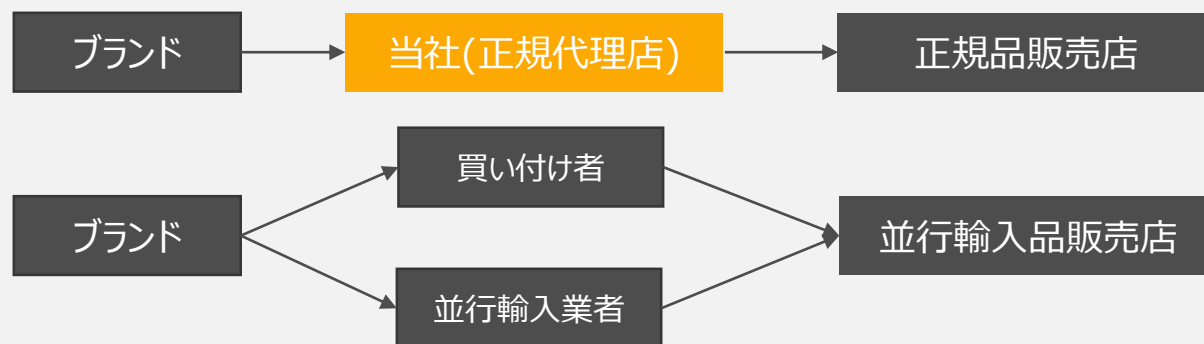 ブランド
当社(正規代理店)
正規品販売店
買い付け者
ブランド
並行輸入品販売店
並行輸入業者